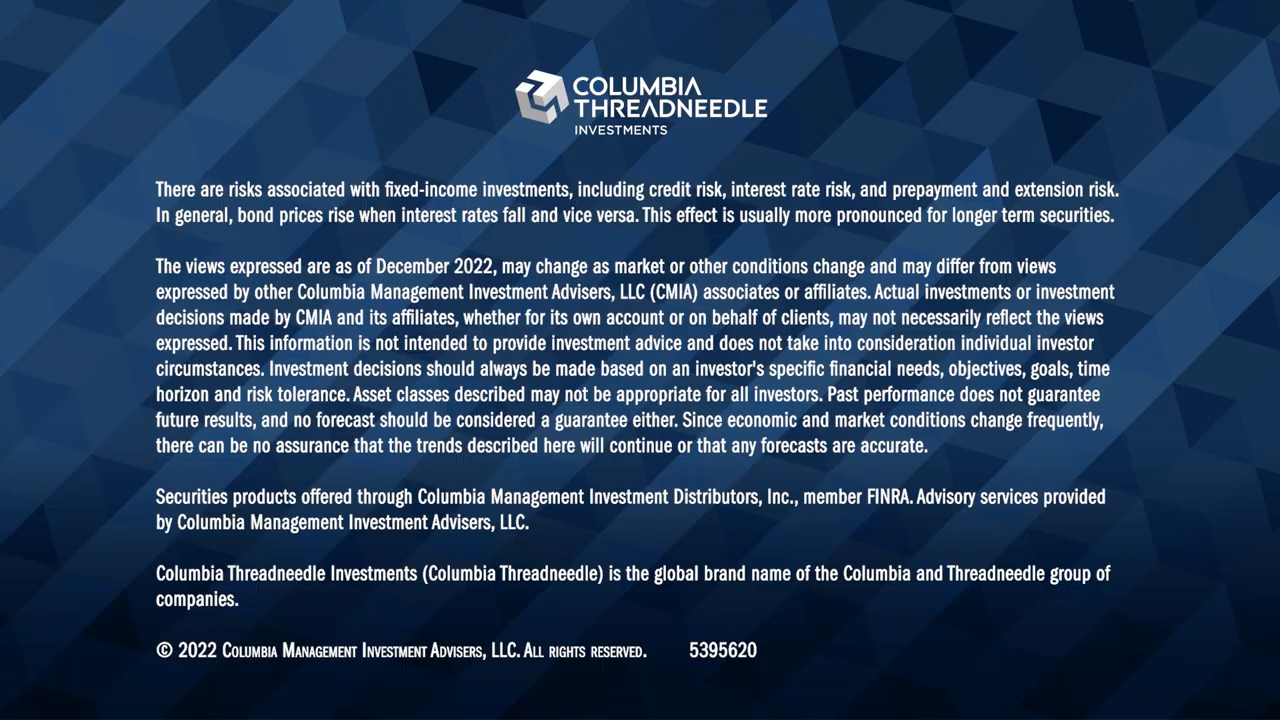 COLUMBIA
THREADNEEDLE
INVESTMENTS
There are risks associated with fixed-income investments, including credit risk, interest rate risk, and prepayment and extension risk.
In general, bond prices rise when interest rates fall and vice versa. This effect is usually more pronounced for longer term securities.
The views expressed are as of December 2022, may change as market or other conditions change and may differ from views
expressed by other Columbia Management Investment Advisers, LLC (CMIA) associates or affiliates. Actual investments or investment
decisions made by CMIA and its affiliates, whether for its own account or on behalf of clients, may not necessarily reflect the views
expressed. This information is not intended to provide investment advice and does not take into consideration individual investor
circumstances. Investment decisions should always be made based on an investor's specific financial needs, objectives, goals, time
horizon and risk tolerance. Asset classes described may not be appropriate for all investors. Past performance does not guarantee
future results, and no forecast should be considered a guarantee either. Since economic and market conditions change frequently,
there can be no assurance that the trends described here will continue or that any forecasts are accurate.
Securities products offered through Columbia Management Investment Distributors, Inc., member FINRA. Advisory services provided
by Columbia Management Investment Advisers, LLC.
Columbia Threadneedle Investments (Columbia Threadneedle) is the global brand name of the Columbia and Threadneedle group of
companies.
© 2022 Columbia Management Investment Advisers, LLC. All rights reserved. 5395620